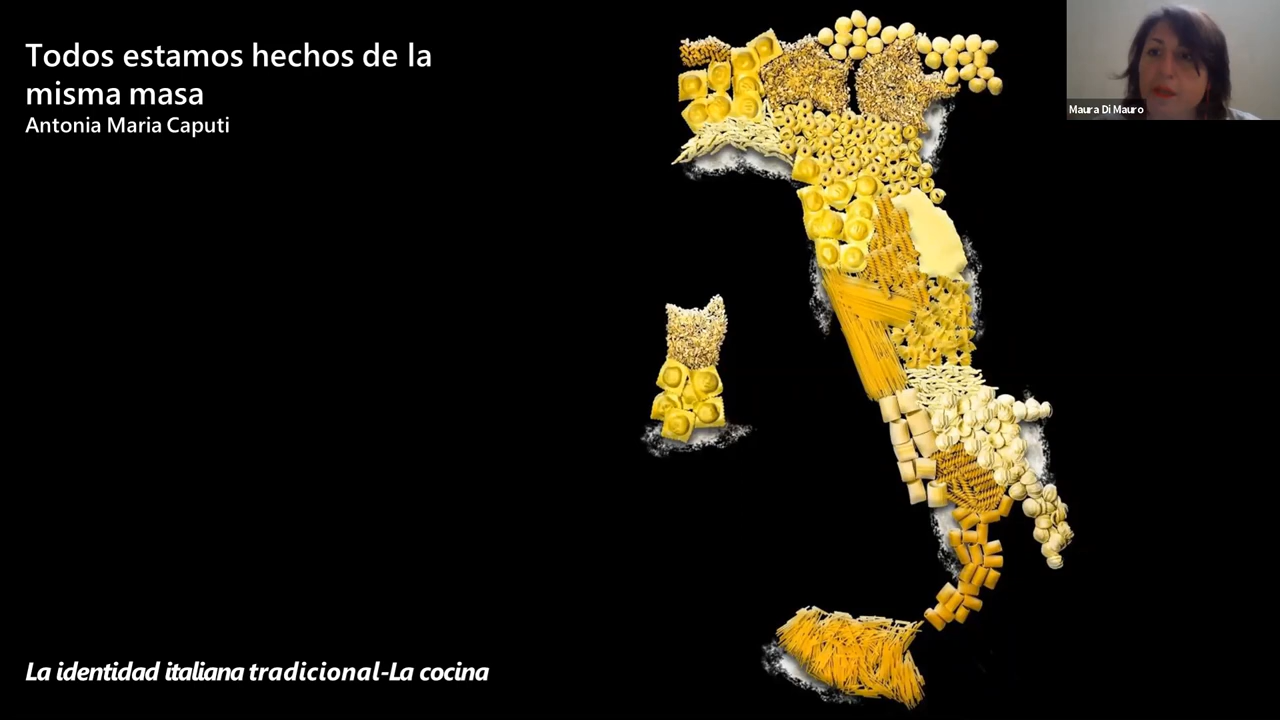 Todos estamos hechos de la
misma masa
Antonia Maria Caputi
Maura Di Mauro
La identidad italiana tradicional-La cocina